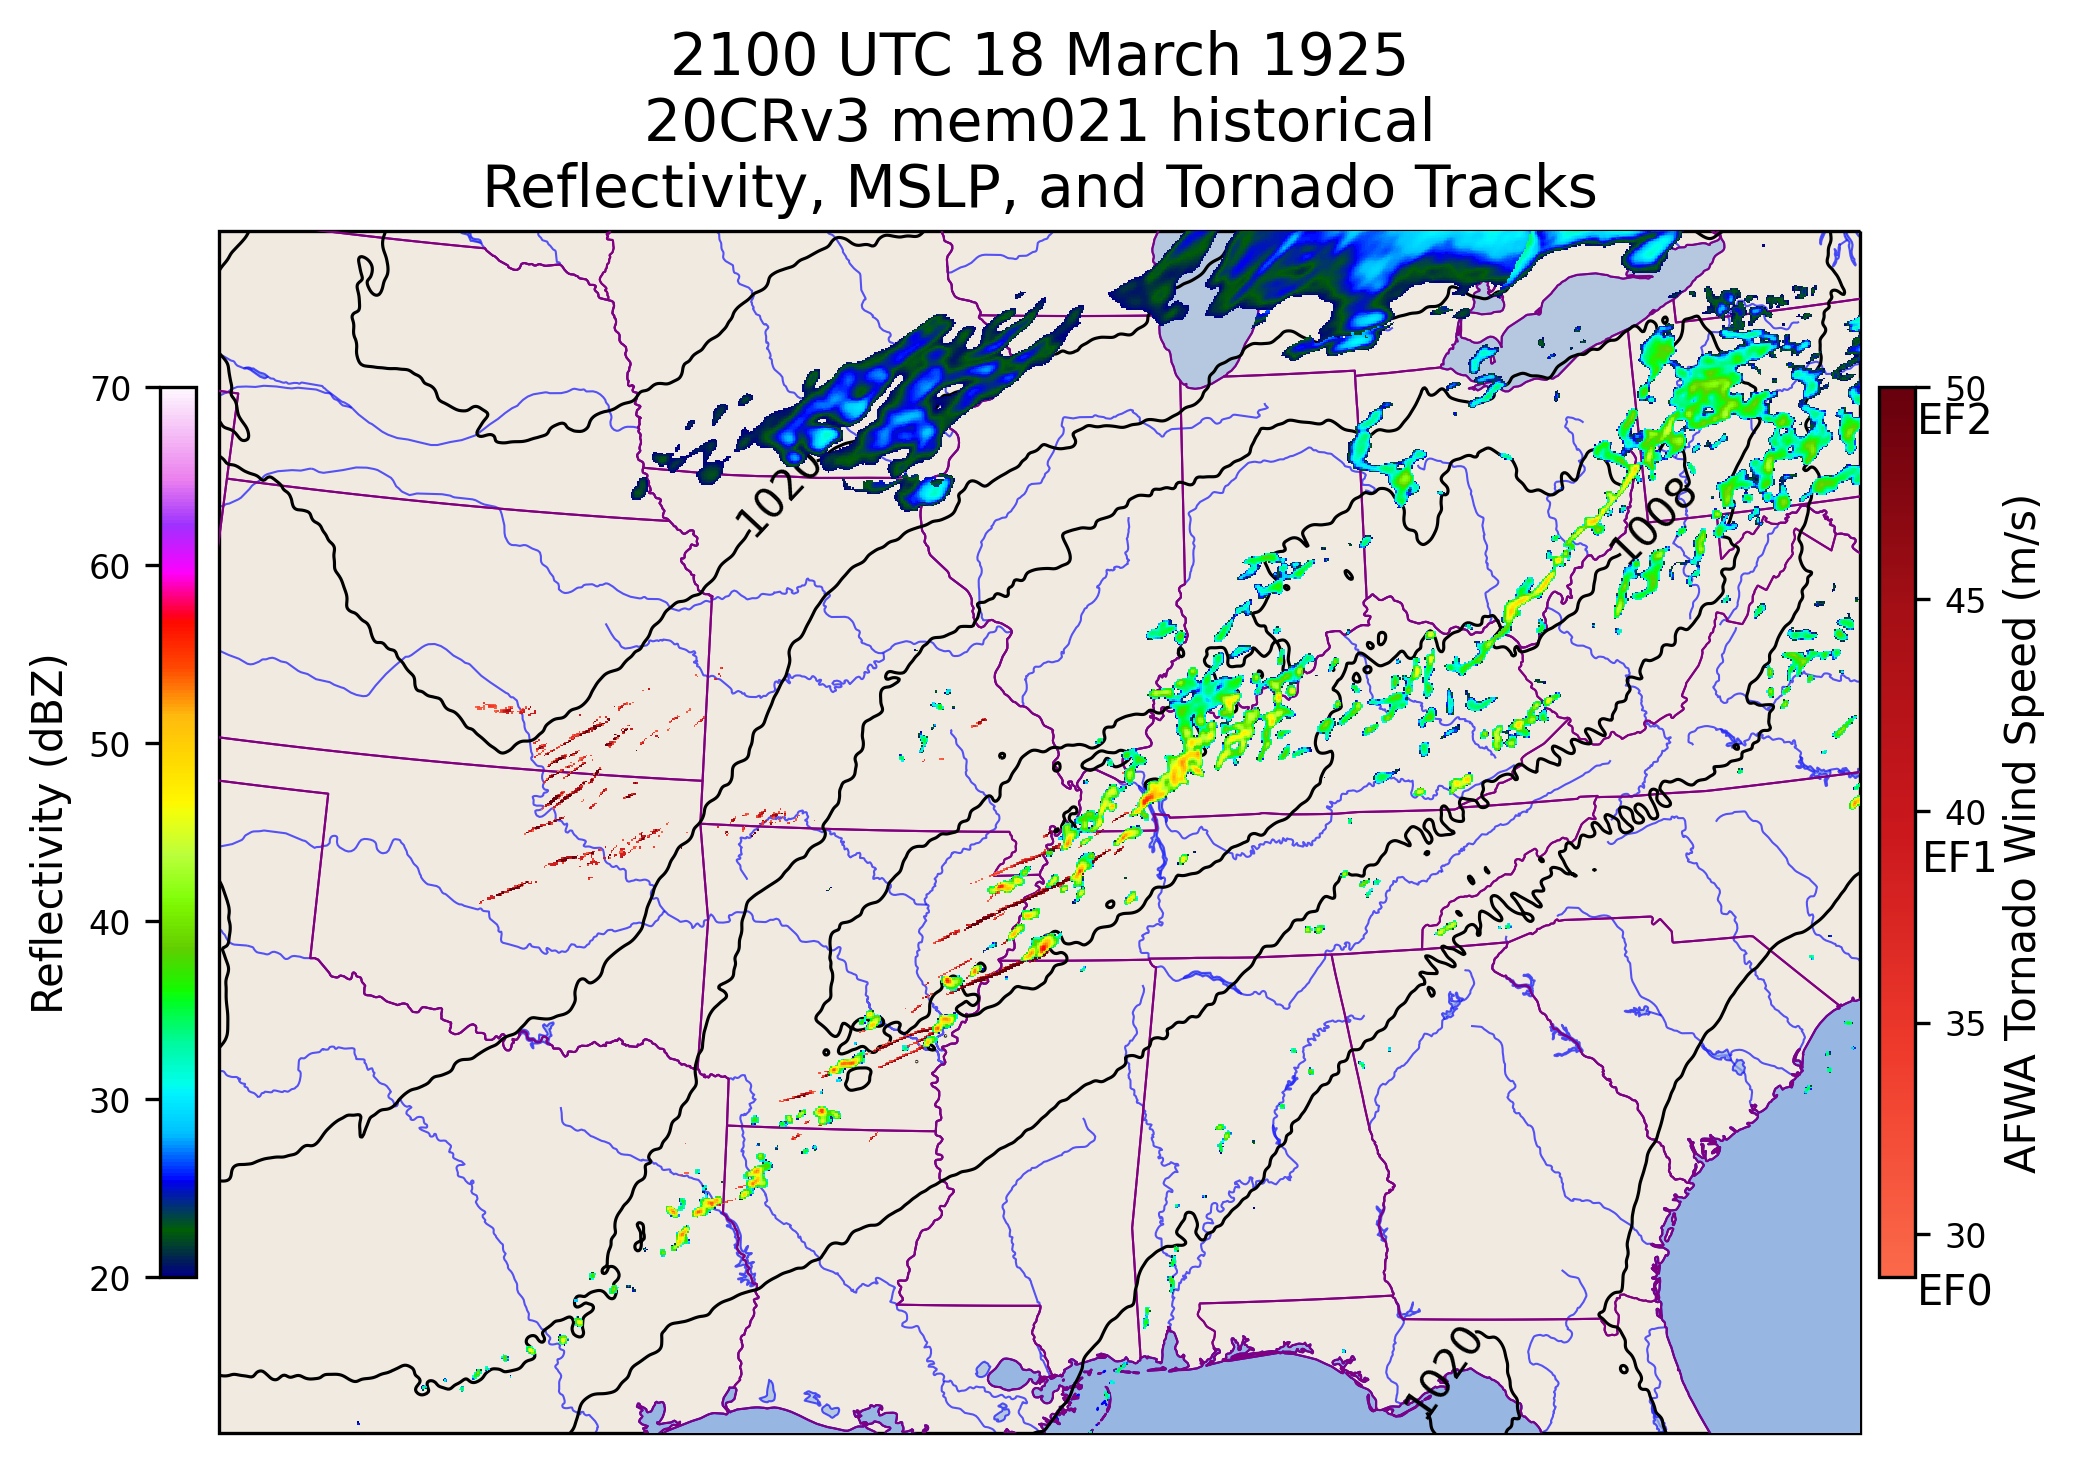 2100 UTC 18 March 1925
20CRv3 mem021 historical
Reflectivity, MSLP, and Tornado Tracks
70
60
50
40
30
20
Reflectivity (dBZ)
1020
1008
1020
50
EF2
45
40
EF1
35
30
EF0
AFWA Tornado Wind Speed (m/s)